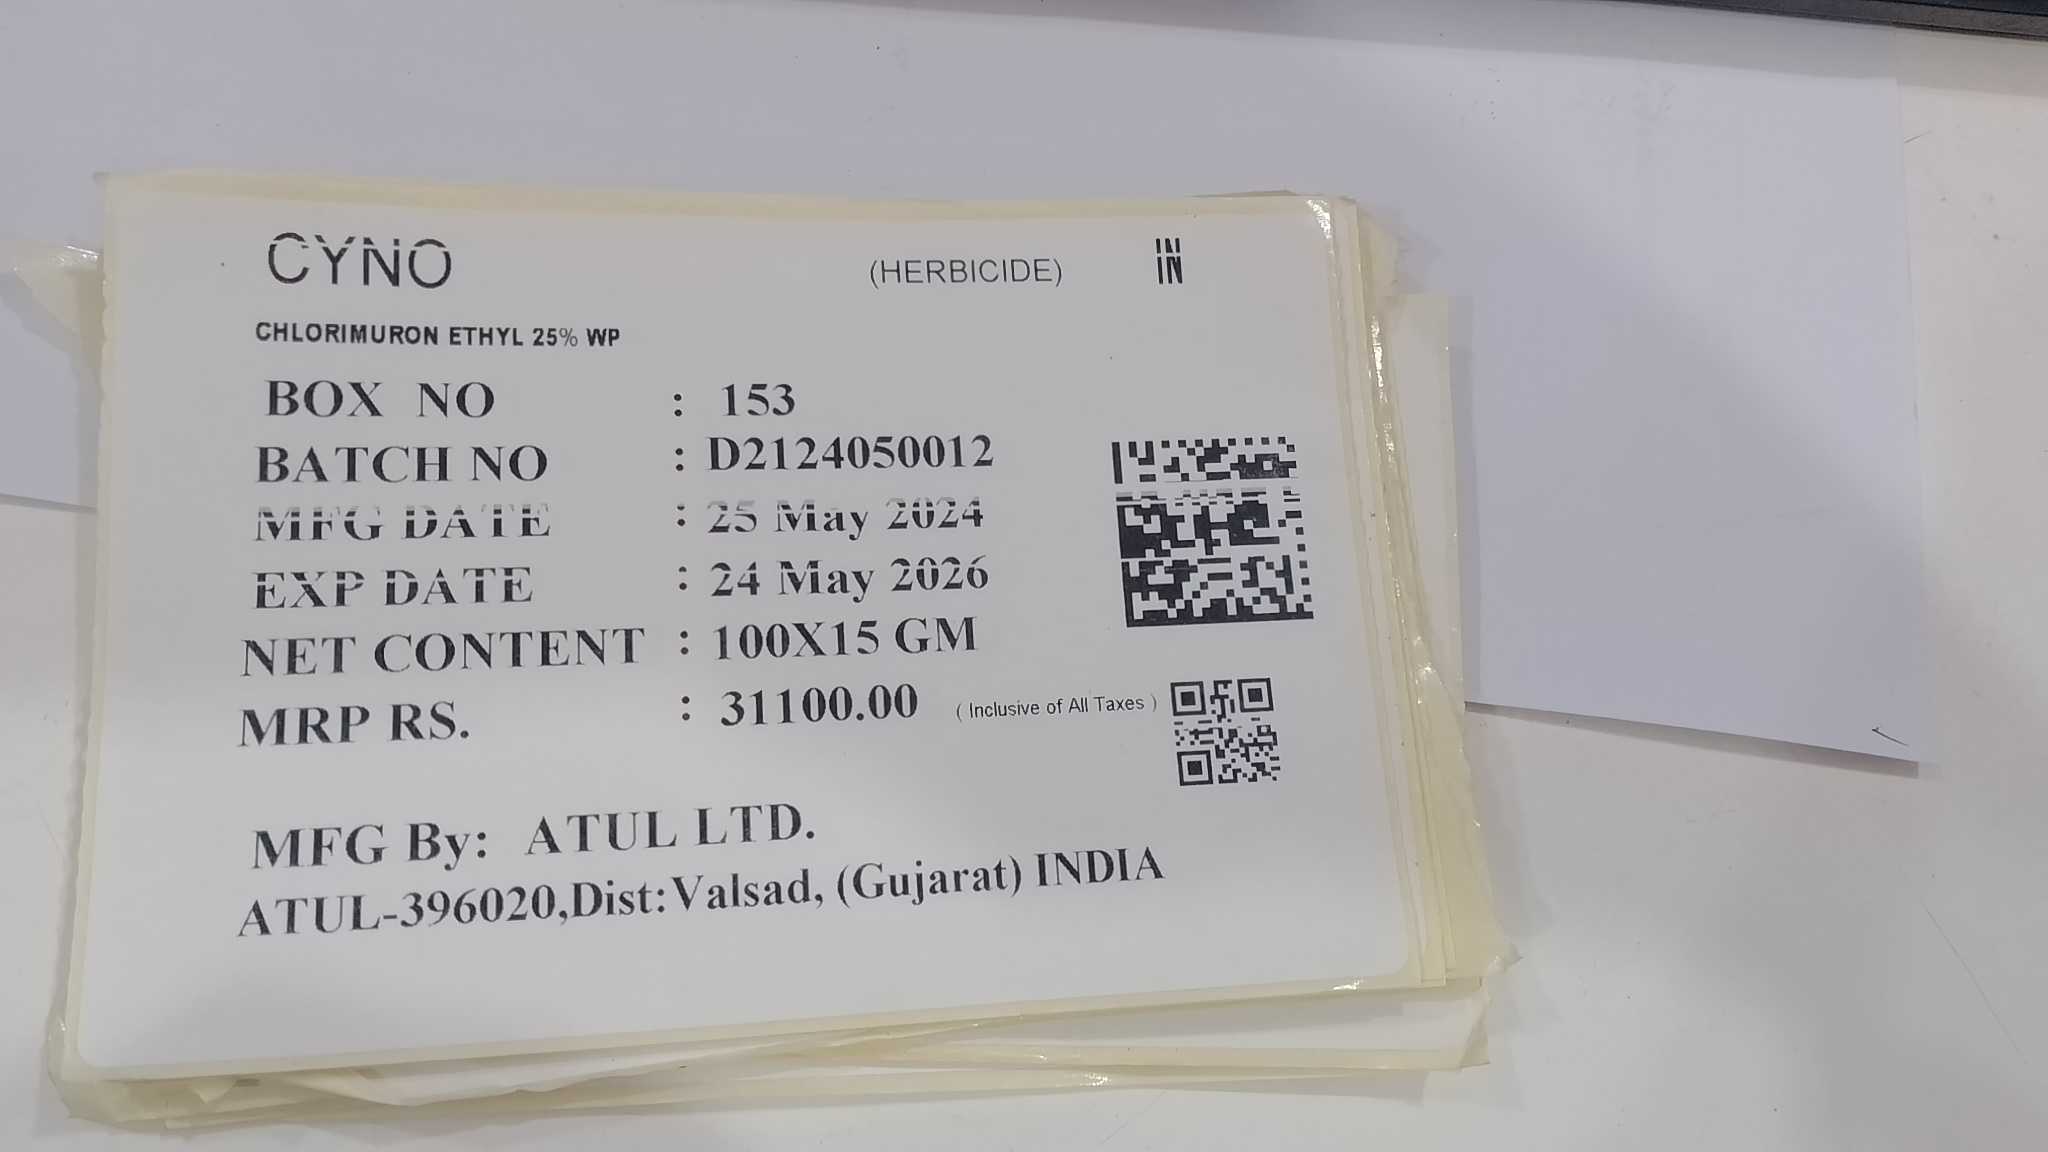 CYNO (HERBICIDE) IN
CHLORIMURON ETHYL 25% WP
BOX NO : 153
BATCH NO : D2124050012
MFG DATE : 25 May 2024
EXP DATE : 24 May 2026
NET CONTENT : 100X15 GM
MRP RS. : 31100.00 ( Inclusive of All Taxes )
MFG By: ATUL LTD.
ATUL-396020,Dist:Valsad, (Gujarat) INDIA